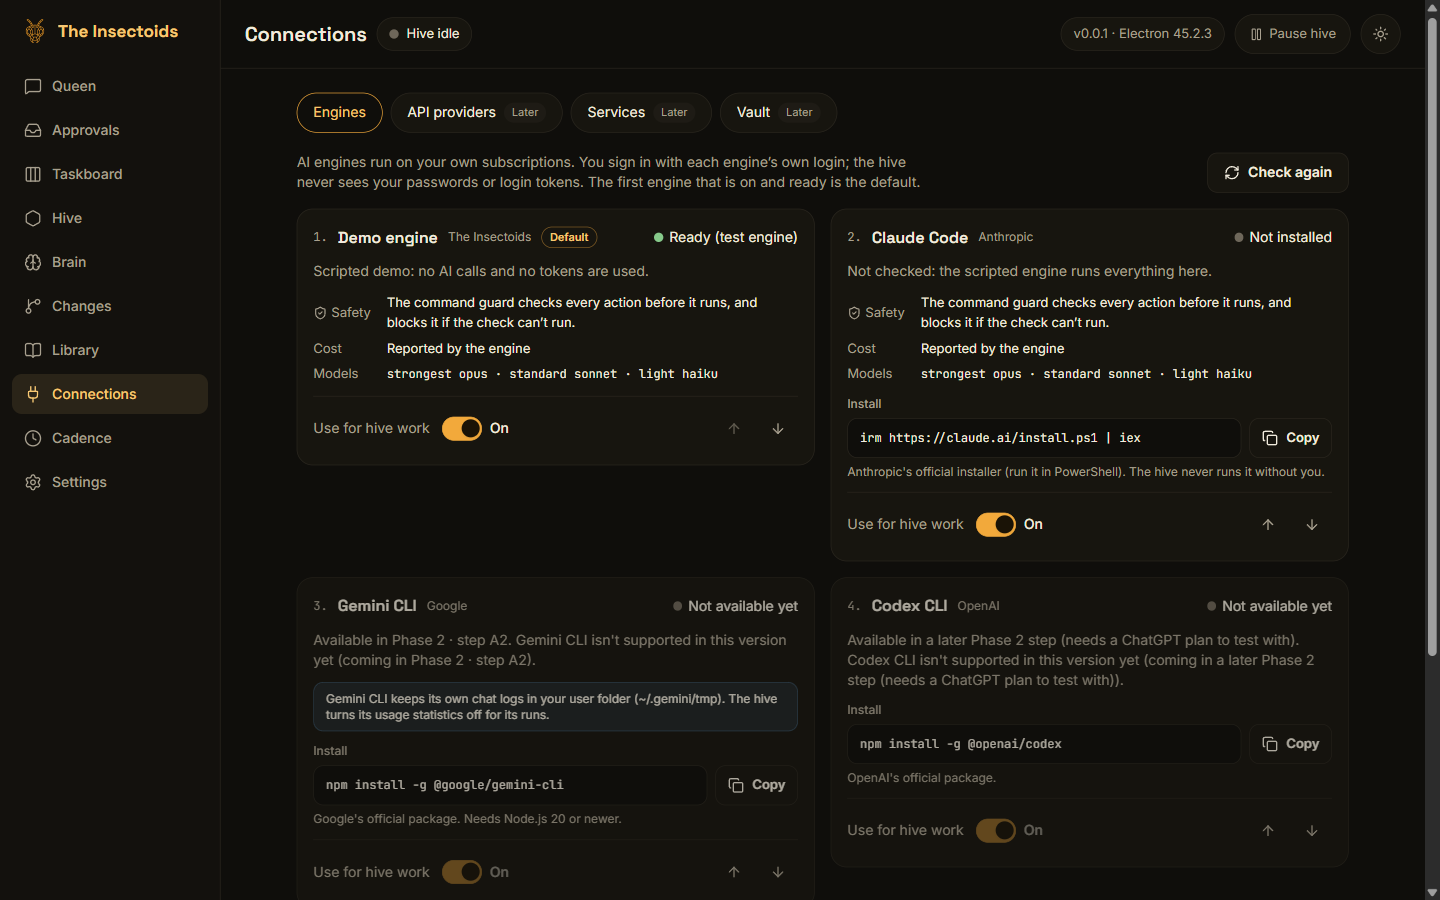 The Insectoids
Queen
Approvals
Taskboard
Hive
Brain
Changes
Library
Connections
Cadence
Settings
Connections
Hive idle
v0.0.1 · Electron 45.2.3
Pause hive
Engines
API providers Later
Services Later
Vault Later
AI engines run on your own subscriptions. You sign in with each engine’s own login; the hive
never sees your passwords or login tokens. The first engine that is on and ready is the default.
Check again
1. Demo engine The Insectoids Default Ready (test engine)
Scripted demo: no AI calls and no tokens are used.
Safety The command guard checks every action before it runs, and
blocks it if the check can’t run.
Cost Reported by the engine
Models strongest opus · standard sonnet · light haiku
Use for hive work On
2. Claude Code Anthropic Not installed
Not checked: the scripted engine runs everything here.
Safety The command guard checks every action before it runs, and
blocks it if the check can’t run.
Cost Reported by the engine
Models strongest opus · standard sonnet · light haiku
Install
irm https://claude.ai/install.ps1 | iex
Copy
Anthropic's official installer (run it in PowerShell). The hive never runs it without you.
Use for hive work On
3. Gemini CLI Google Not available yet
Available in Phase 2 · step A2. Gemini CLI isn't supported in this version
yet (coming in Phase 2 · step A2).
Gemini CLI keeps its own chat logs in your user folder (~/.gemini/tmp). The hive
turns its usage statistics off for its runs.
Install
npm install -g @google/gemini-cli
Copy
Google's official package. Needs Node.js 20 or newer.
Use for hive work On
4. Codex CLI OpenAI Not available yet
Available in a later Phase 2 step (needs a ChatGPT plan to test with).
Codex CLI isn't supported in this version yet (coming in a later Phase 2
step (needs a ChatGPT plan to test with)).
Install
npm install -g @openai/codex
Copy
OpenAI's official package.
Use for hive work On